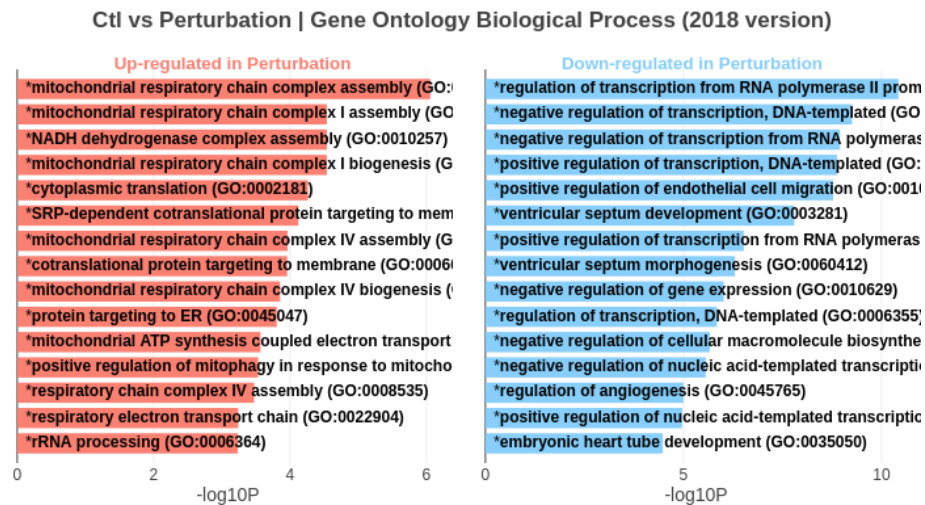 Ctl vs Perturbation | Gene Ontology Biological Process (2018 version)
Up-regulated in Perturbation
*mitochondrial respiratory chain complex assembly (GO:
*mitochondrial respiratory chain complex I assembly (GO
*NADH dehydrogenase complex assembly (GO:0010257)
*mitochondrial respiratory chain complex I biogenesis (G
*cytoplasmic translation (GO:0002181)
*SRP-dependent cotranslational protein targeting to mem
*mitochondrial respiratory chain complex IV assembly (G
*cotranslational protein targeting to membrane (GO:0006
*mitochondrial respiratory chain complex IV biogenesis (
*protein targeting to ER (GO:0045047)
*mitochondrial ATP synthesis coupled electron transport
*positive regulation of mitophagy in response to mitocho
*respiratory chain complex IV assembly (GO:0008535)
*respiratory electron transport chain (GO:0022904)
*rRNA processing (GO:0006364)
0 2 4 6
-log10P
Down-regulated in Perturbation
*regulation of transcription from RNA polymerase II prom
*negative regulation of transcription, DNA-templated (GO
*negative regulation of transcription from RNA polymeras
*positive regulation of transcription, DNA-templated (GO:
*positive regulation of endothelial cell migration (GO:001
*ventricular septum development (GO:0003281)
*positive regulation of transcription from RNA polymeras
*ventricular septum morphogenesis (GO:0060412)
*negative regulation of gene expression (GO:0010629)
*regulation of transcription, DNA-templated (GO:0006355)
*negative regulation of cellular macromolecule biosynthe
*negative regulation of nucleic acid-templated transcripti
*regulation of angiogenesis (GO:0045765)
*positive regulation of nucleic acid-templated transcriptio
*embryonic heart tube development (GO:0035050)
0 5 10
-log10P